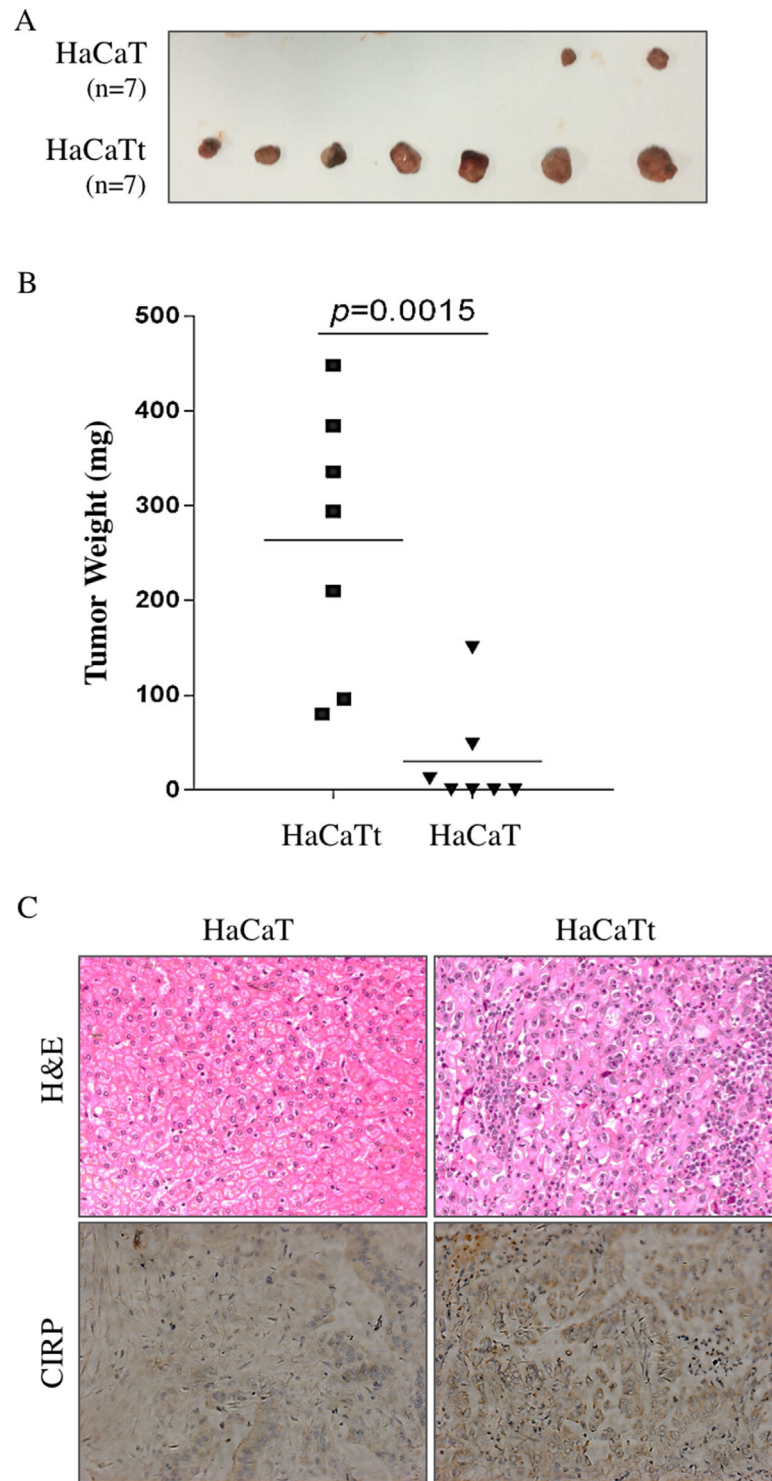 A
HaCaT
(n=7)
HaCaTt
(n=7)
B
p=0.0015
500
400
300
200
100
0
Tumor Weight (mg)
HaCaTt
HaCaT
C
HaCaT
HaCaTt
H&E
CIRP